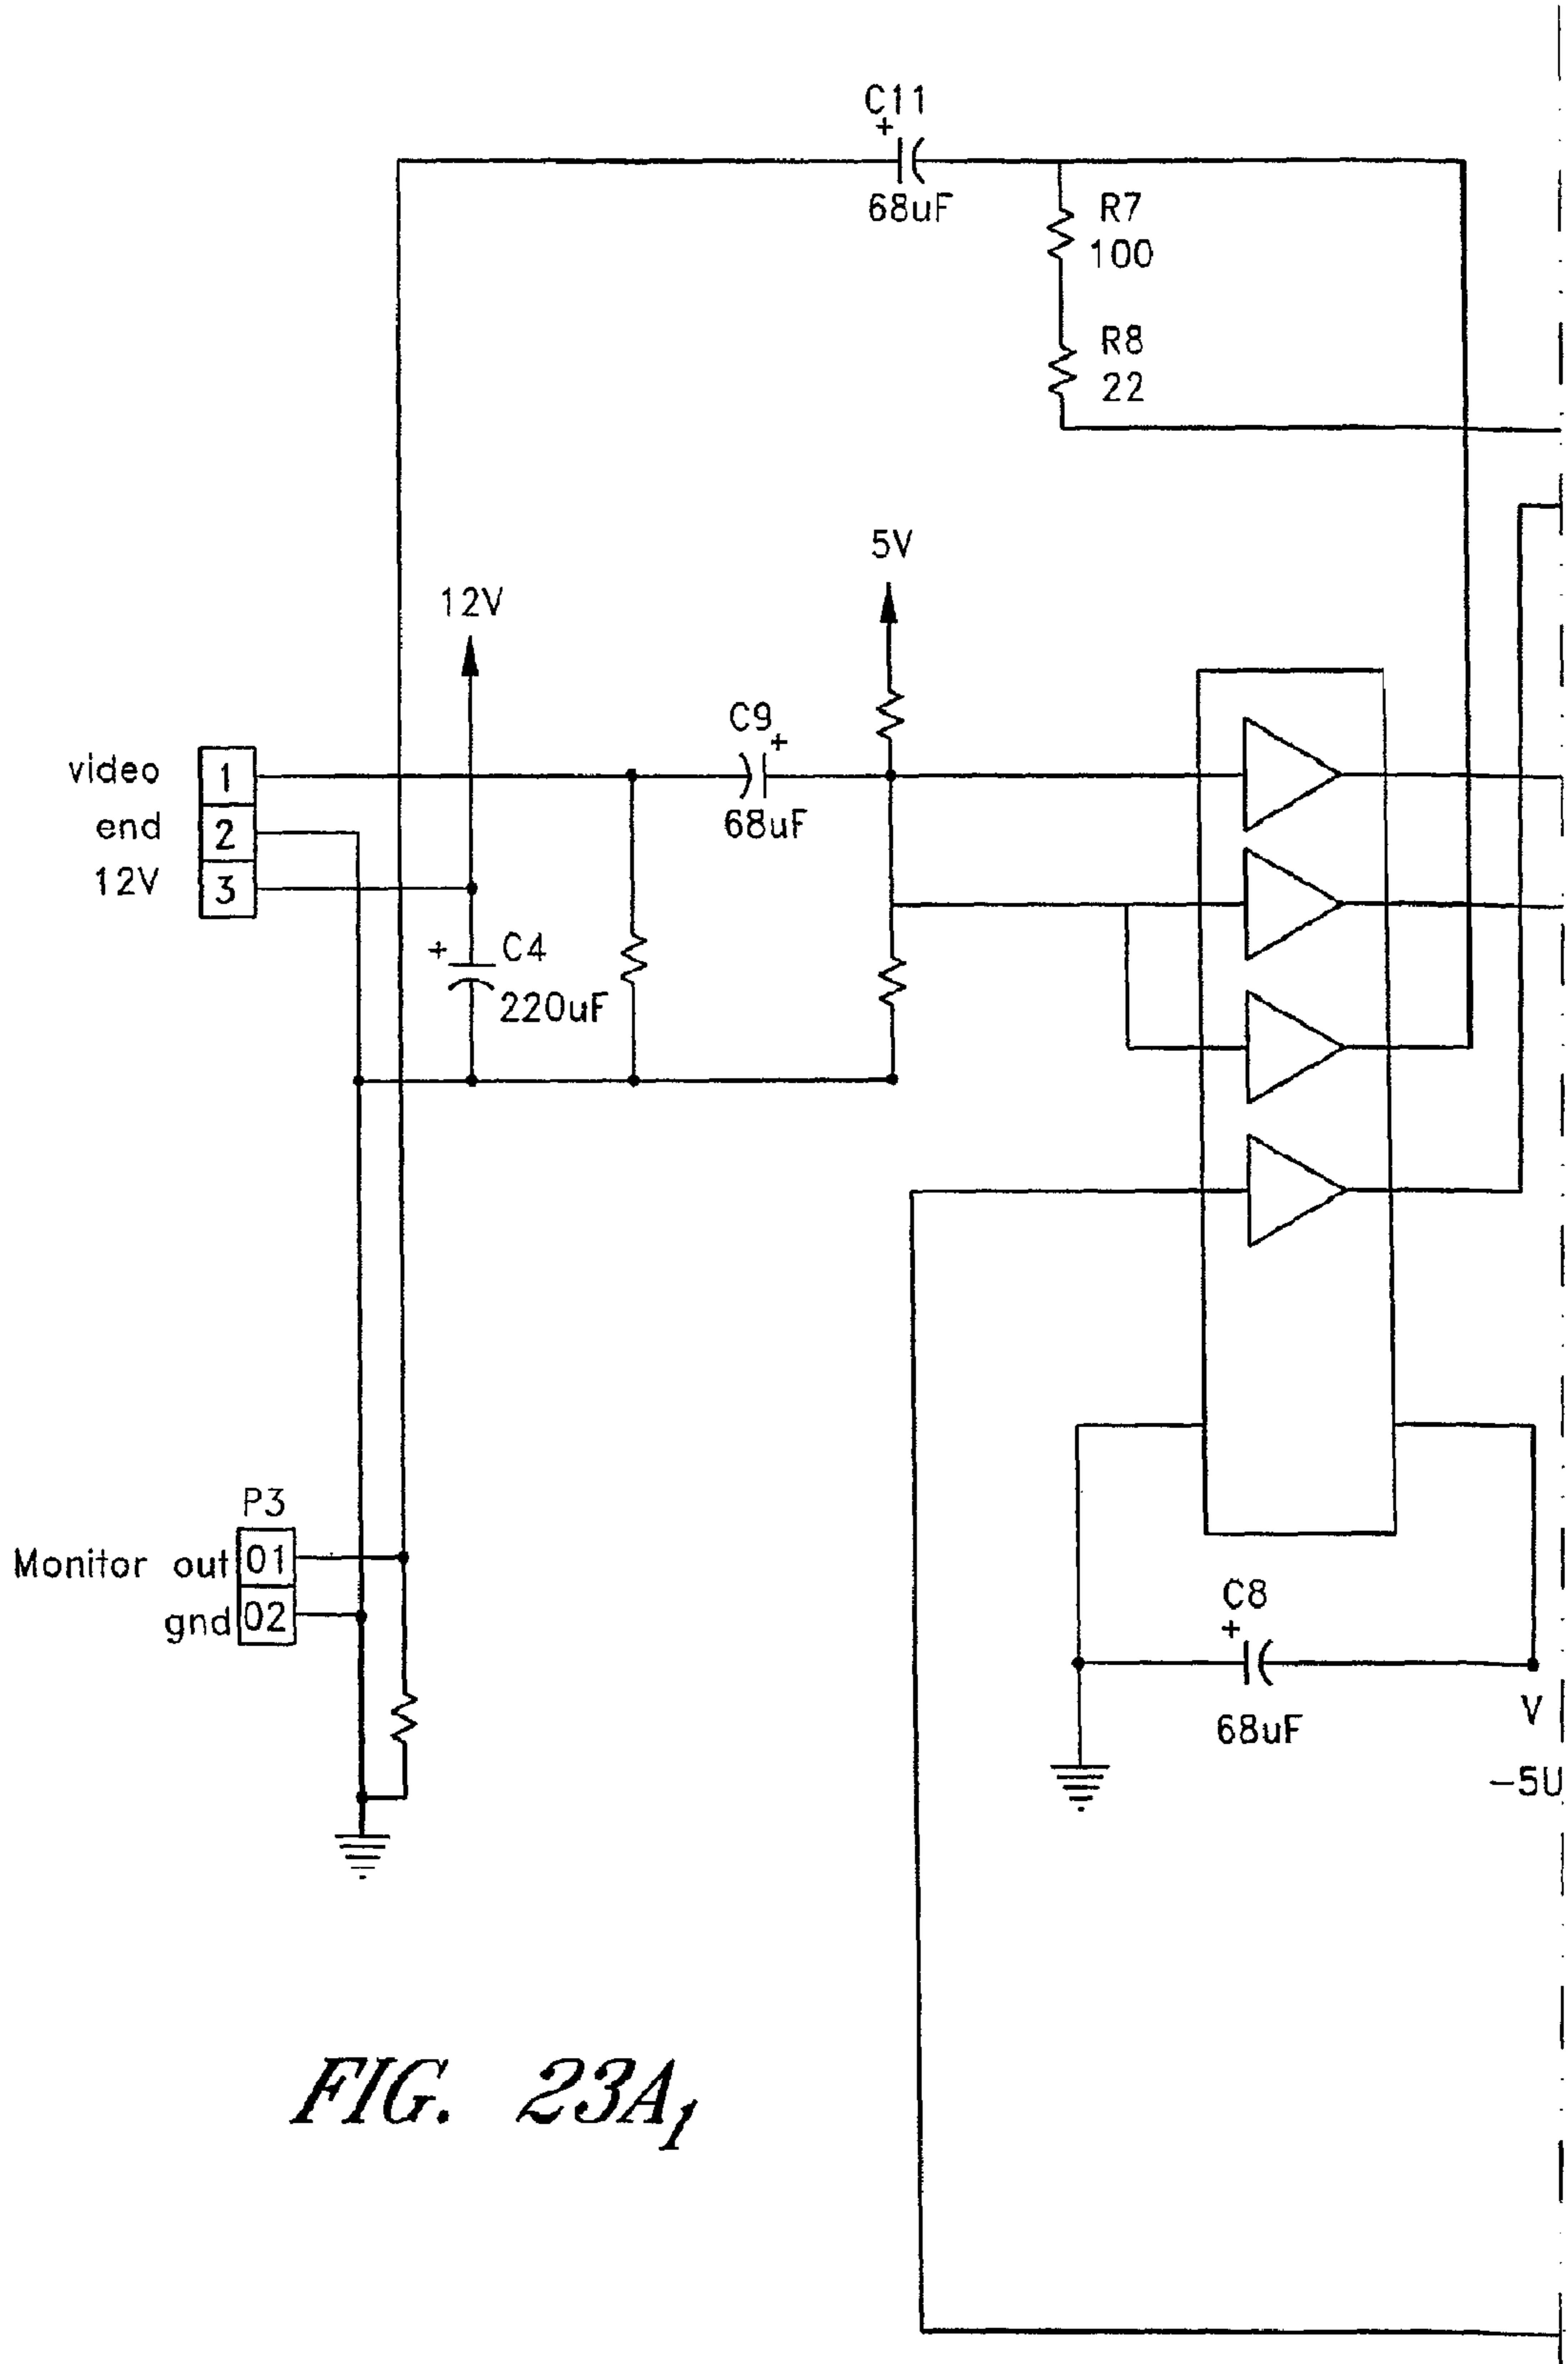 C11
+
68uF
R7
100
R8
22
5V
12V
C9
+
68uF
video 1
end 2
12V 3
+ C4
220uF
P3
Monitor out 01
gnd 02
C8
+
68uF
V
-5U
FIG. 23A1